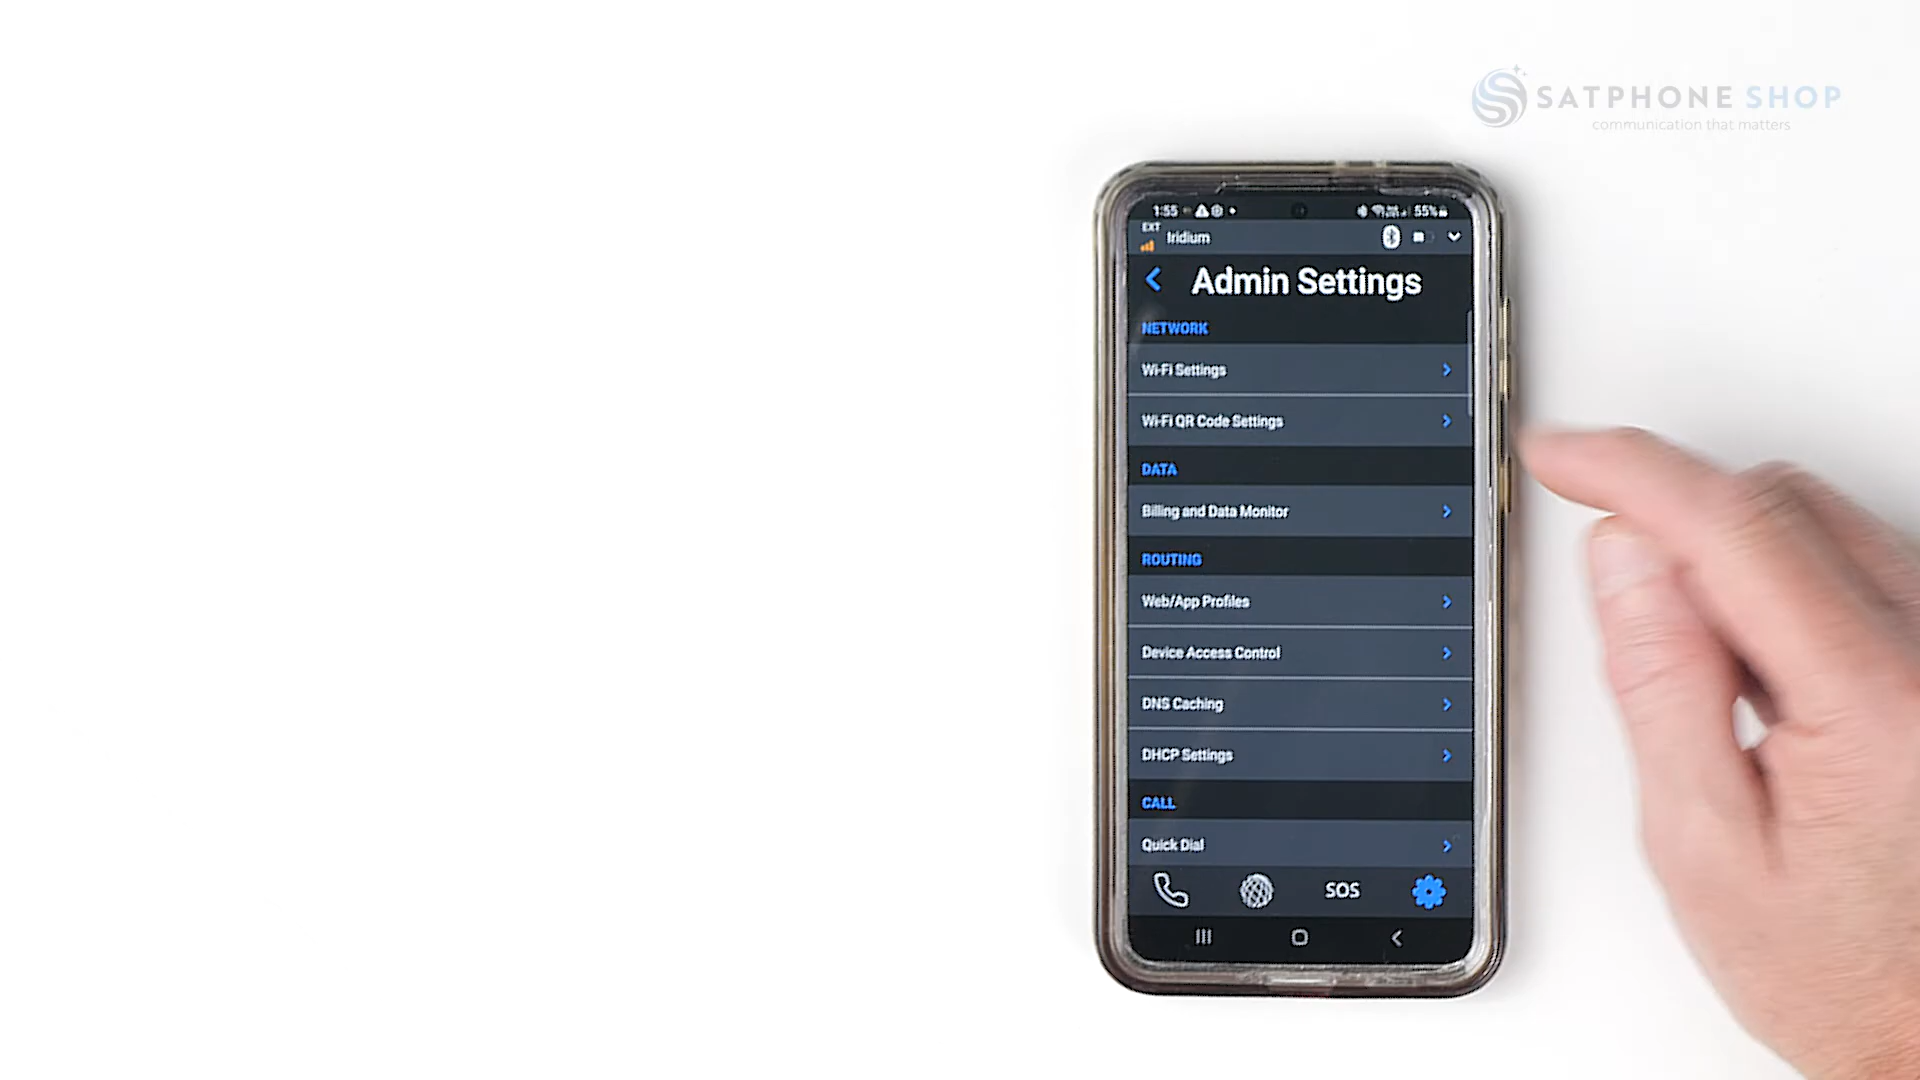 SATPHONE SHOP
communication that matters
1:55
55%
EXT
Iridium
Admin Settings
NETWORK
Wi-Fi Settings
Wi-Fi QR Code Settings
DATA
Billing and Data Monitor
ROUTING
Web/App Profiles
Device Access Control
DNS Caching
DHCP Settings
CALL
Quick Dial
SOS